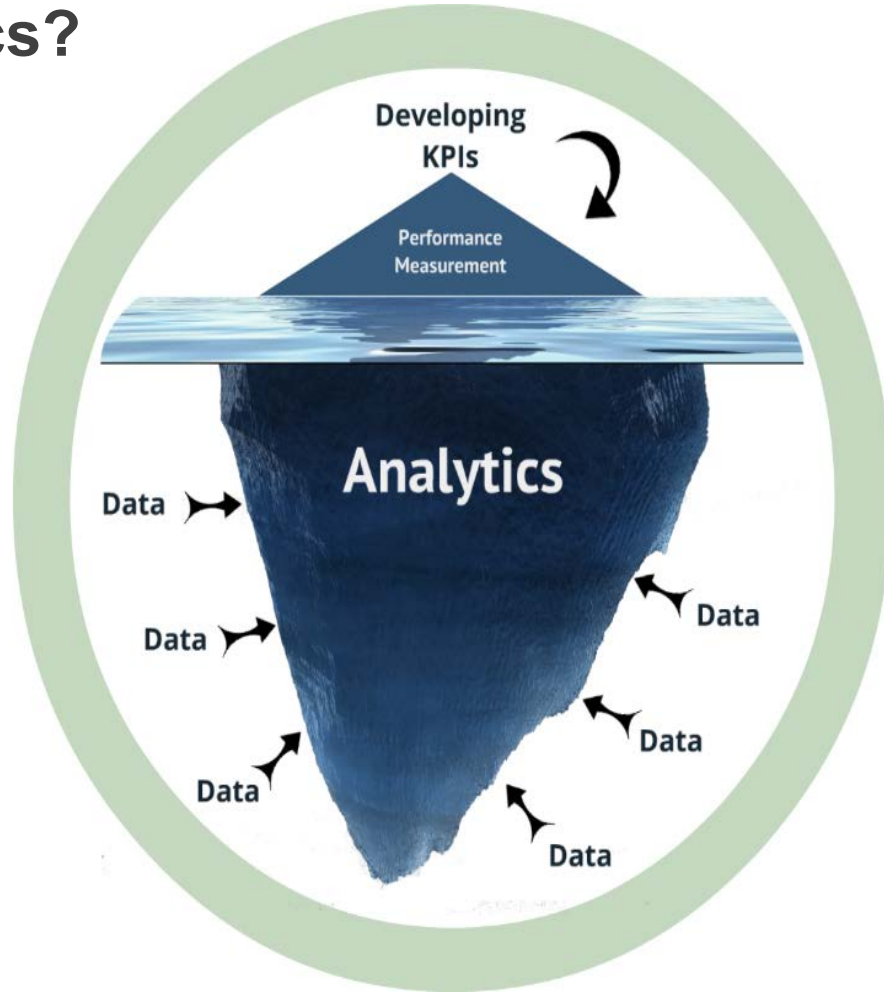 cs?
Developing
KPIs
Performance
Measurement
Analytics
Data
Data
Data
Data
Data
Data